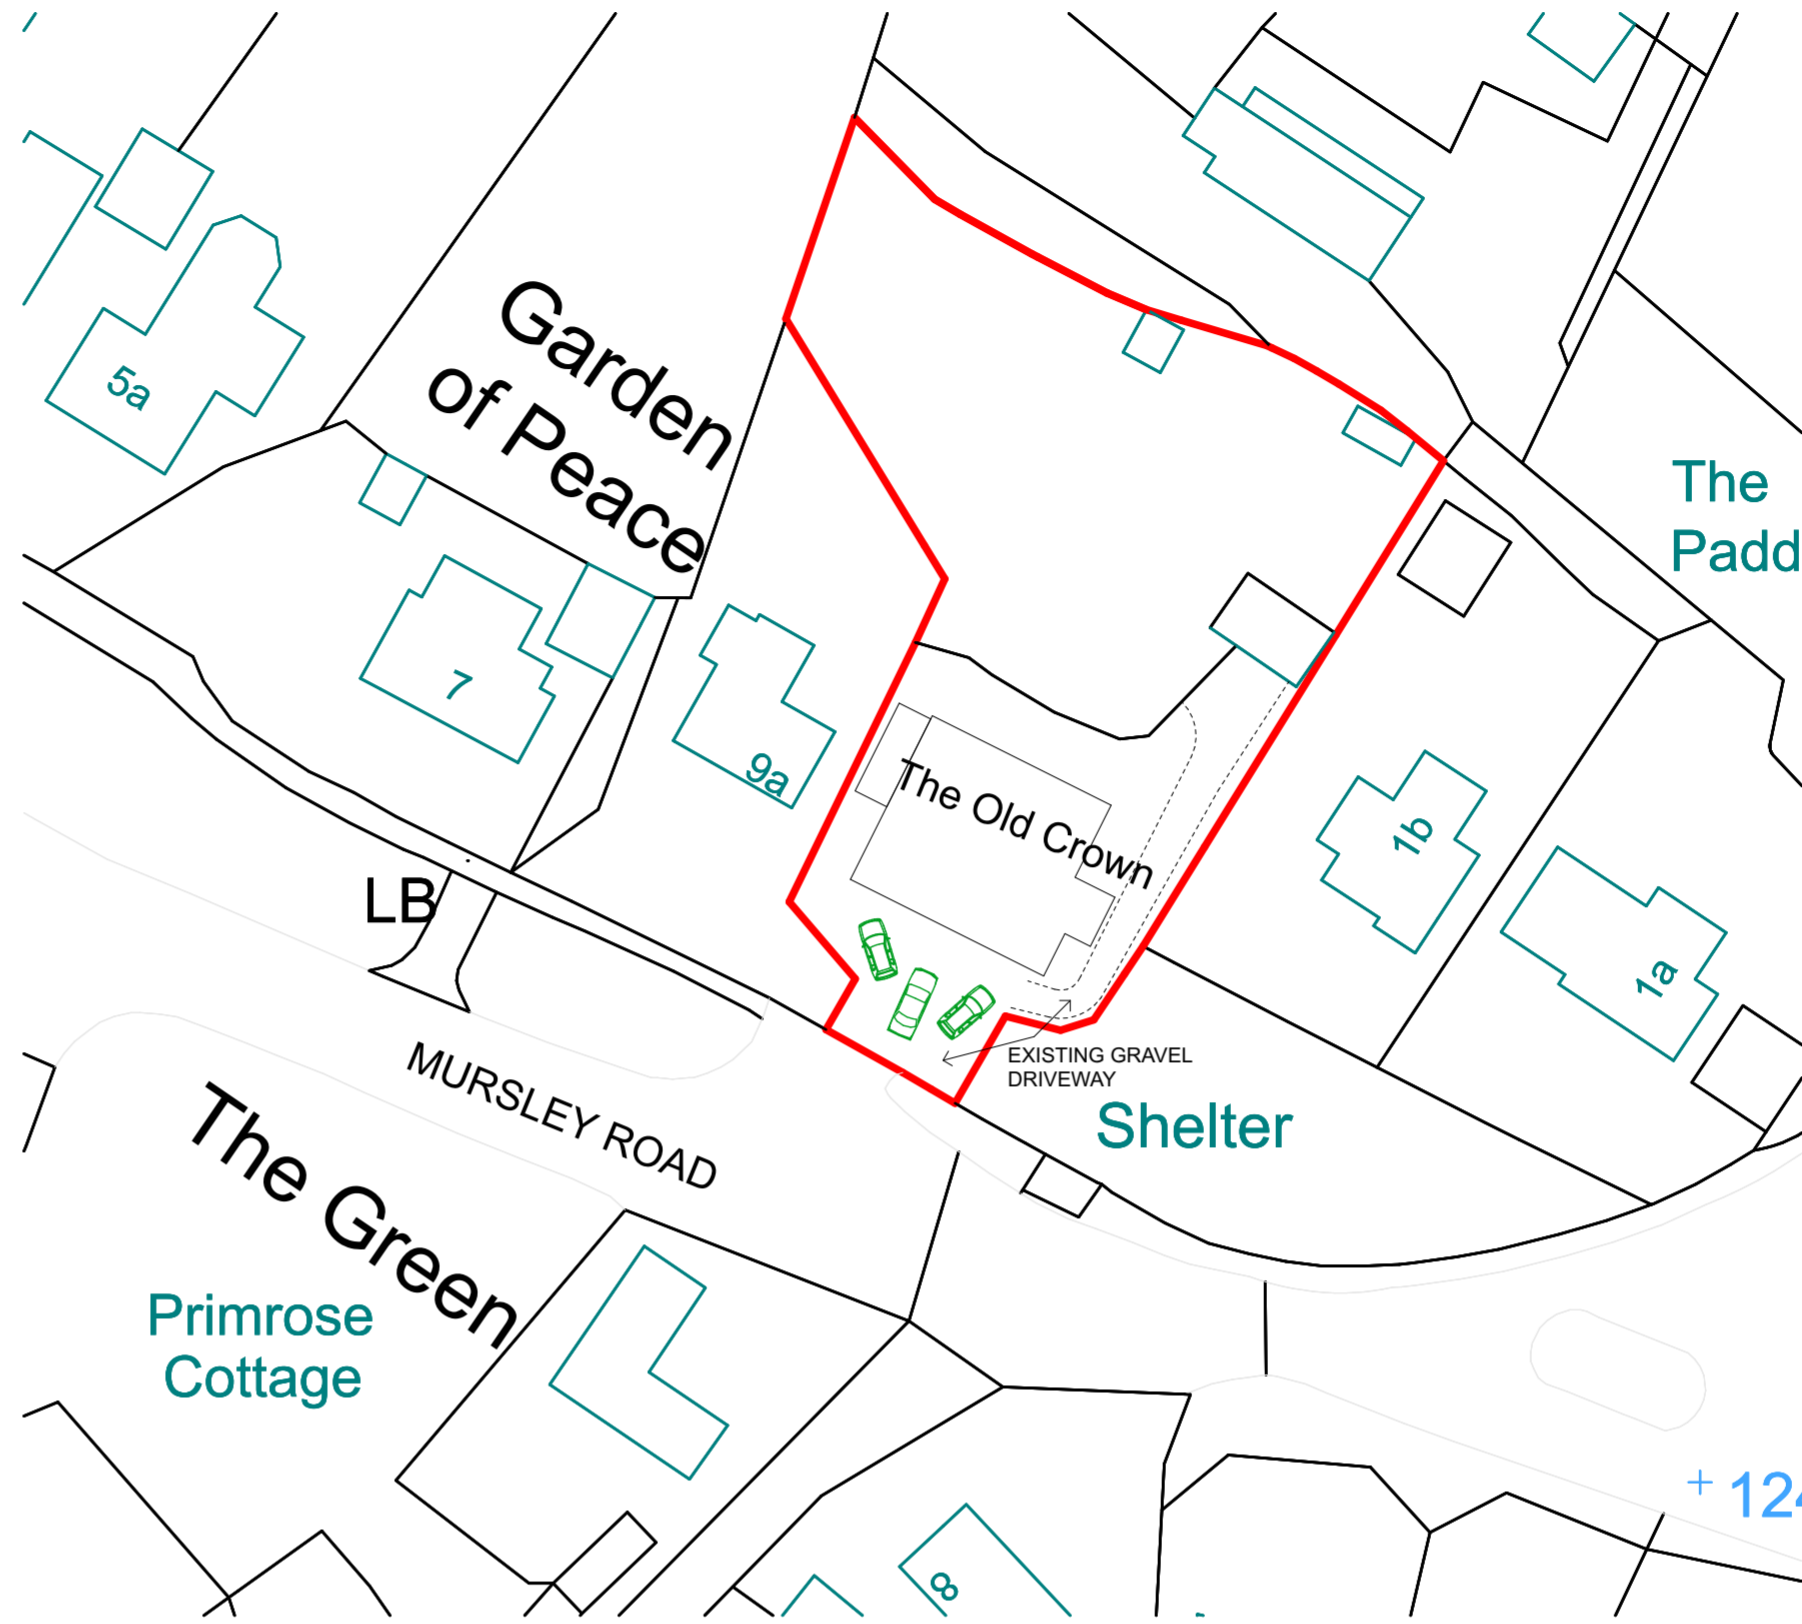 Garden
of Peace
5a
The
Padd
7
9a
The Old Crown
1b
1a
LB
EXISTING GRAVEL
DRIVEWAY
MURSLEY ROAD
Shelter
The Green
Primrose
Cottage
+ 124
8